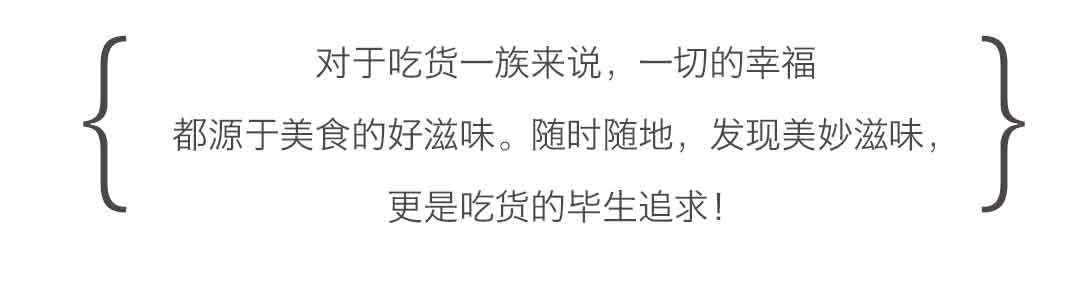 对于吃货一族来说，一切的幸福
都源于美食的好滋味。随时随地，发现美妙滋味，
更是吃货的毕生追求！